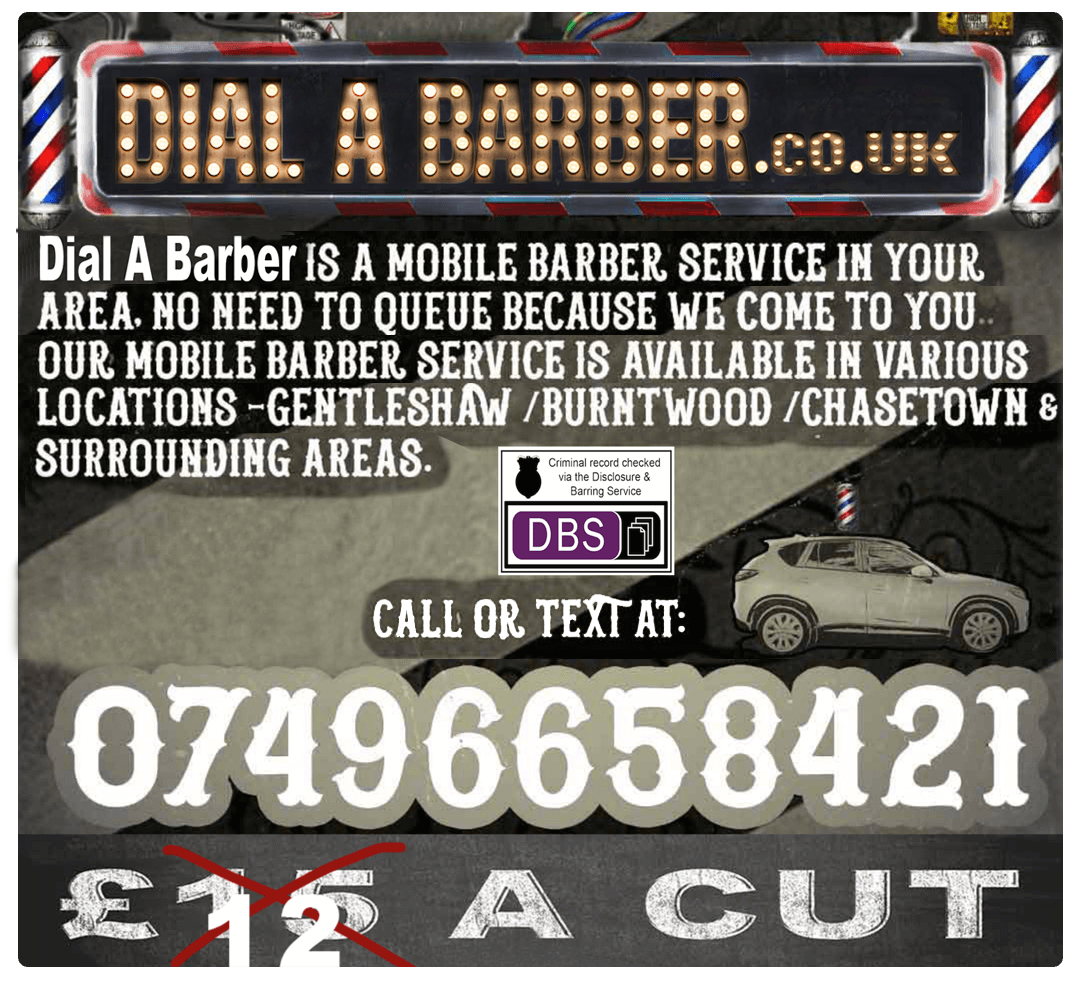 DIAL A BARBER.CO.UK
Dial A Barber IS A MOBILE BARBER SERVICE IN YOUR
AREA. NO NEED TO QUEUE BECAUSE WE COME TO YOU..
OUR MOBILE BARBER SERVICE IS AVAILABLE IN VARIOUS
LOCATIONS -GENTLESHAW /BURNTWOOD /CHASETOWN &
SURROUNDING AREAS.
Criminal record checked
via the Disclosure &
Barring Service
DBS
CALL OR TEXT AT:
07496658421
£15 A CUT
12